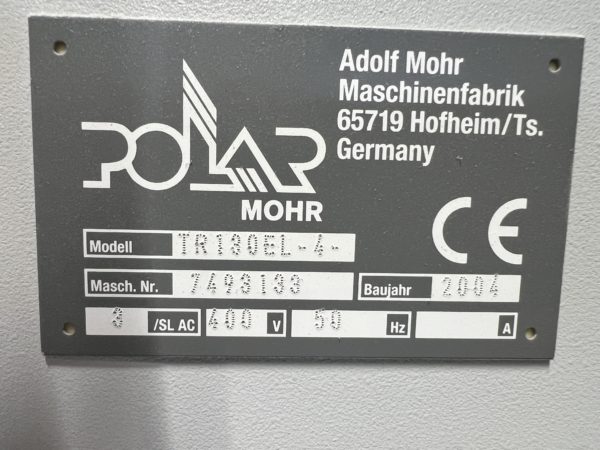 Adolf Mohr
Maschinenfabrik
65719 Hofheim/Ts.
Germany
POLAR
MOHR
CE
Modell TR130EL-4-
Masch. Nr. 7493133 Baujahr 2004
3 /SL AC 400 V 50 Hz A